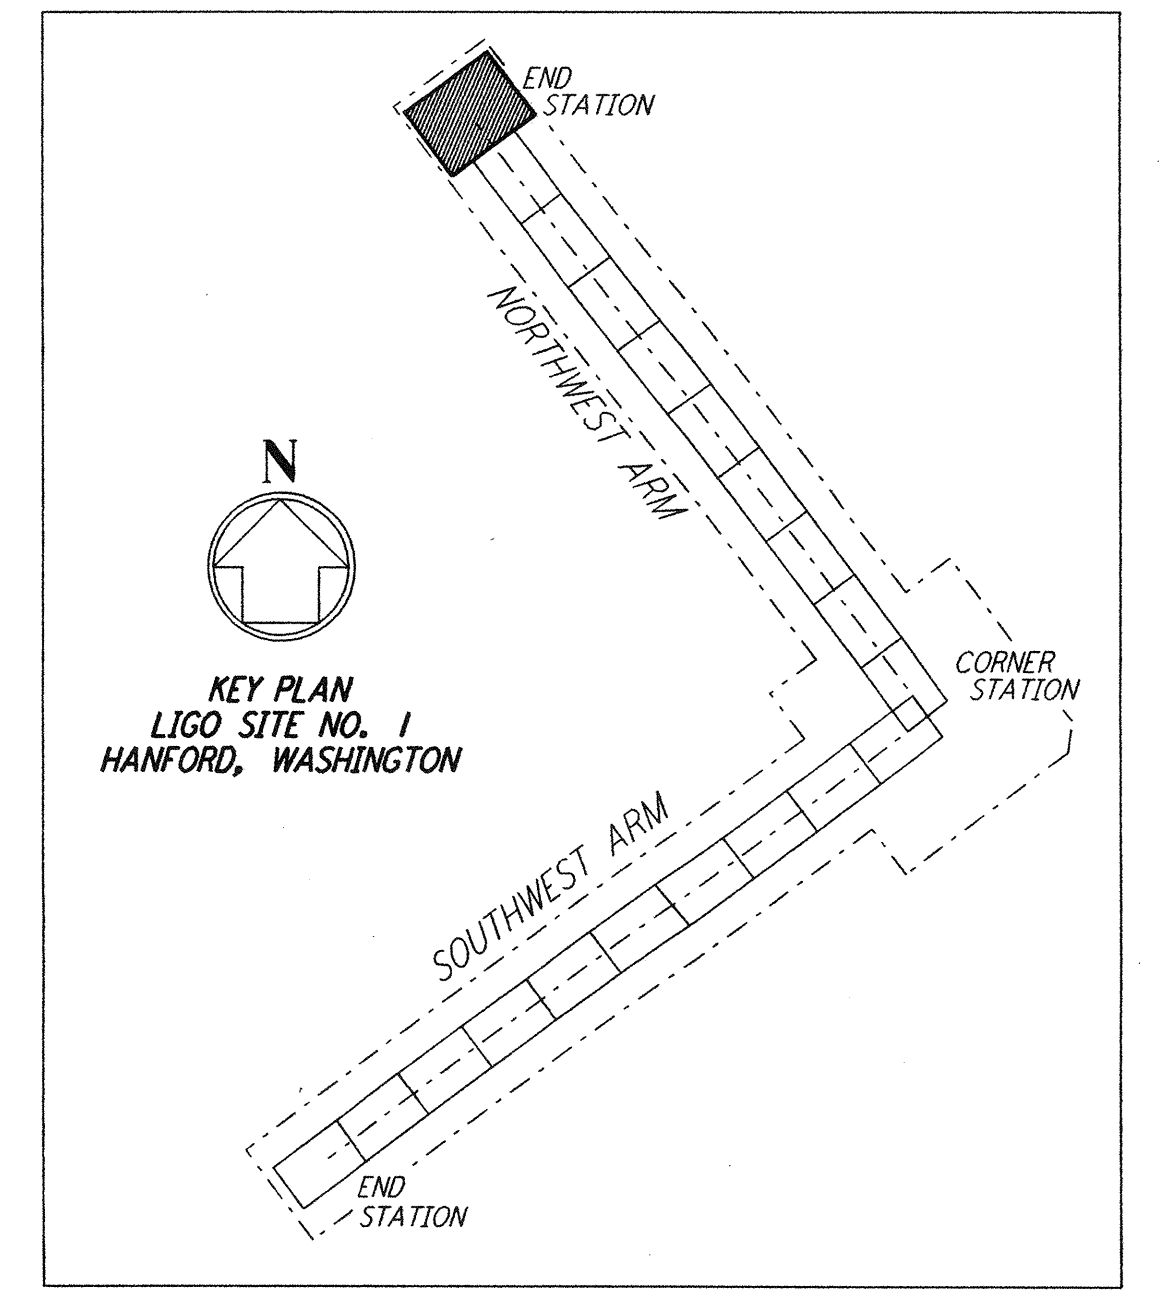 END
STATION
NORTHWEST ARM
N
KEY PLAN
LIGO SITE NO. 1
HANFORD, WASHINGTON
CORNER
STATION
SOUTHWEST ARM
END
STATION